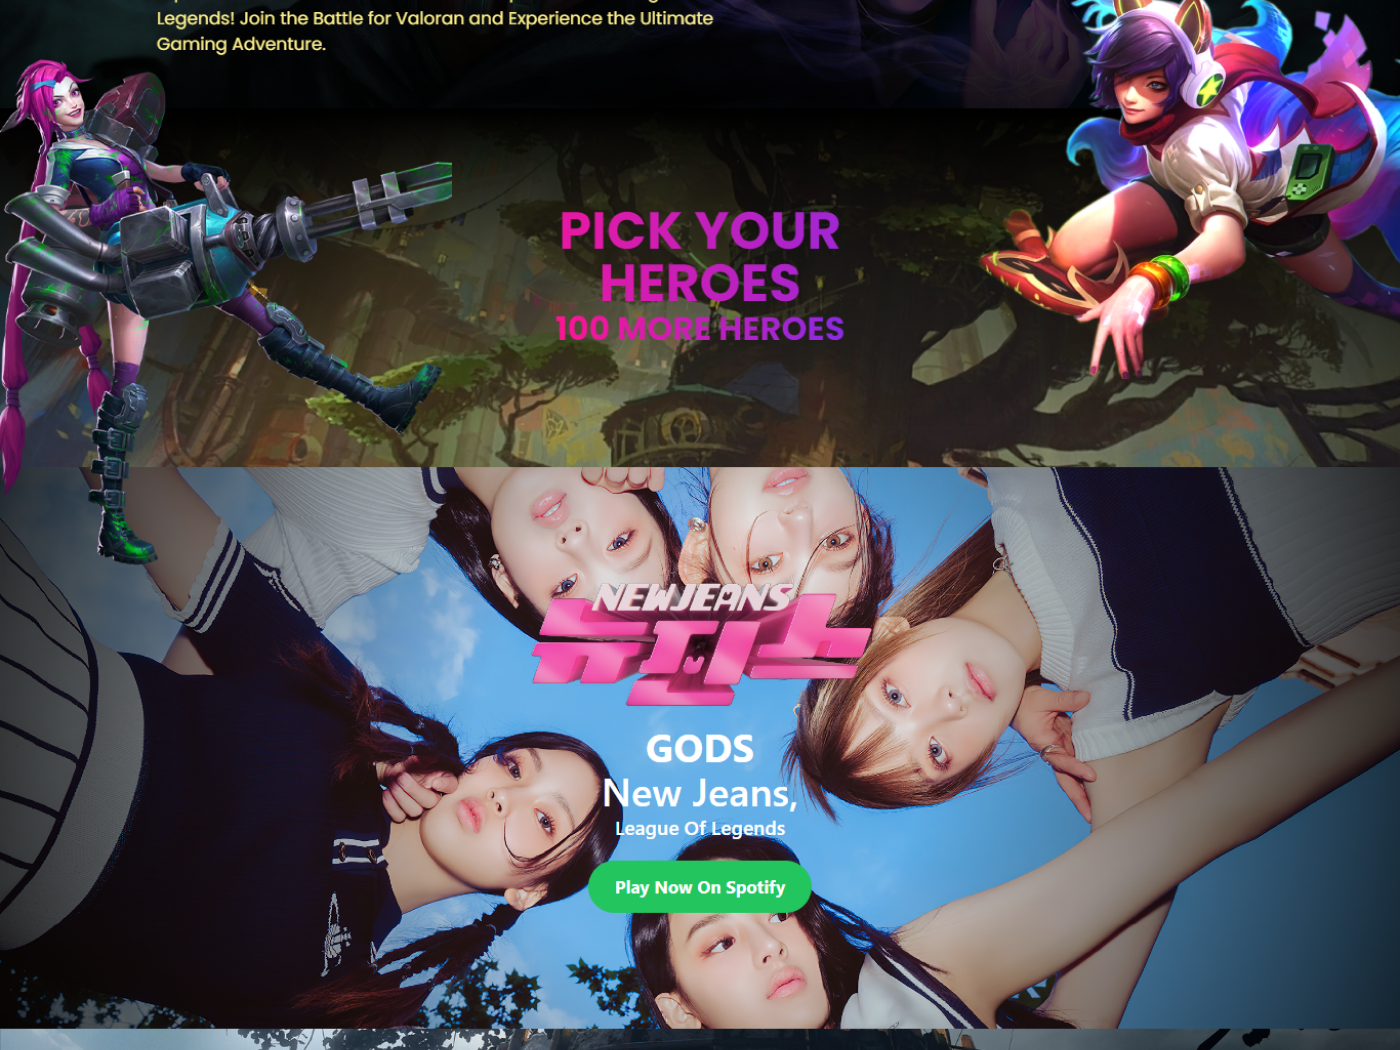 Legends! Join the Battle for Valoran and Experience the Ultimate
Gaming Adventure.
PICK YOUR
HEROES
100 MORE HEROES
NEWJEANS
뉴진스
GODS
New Jeans,
League Of Legends
Play Now On Spotify